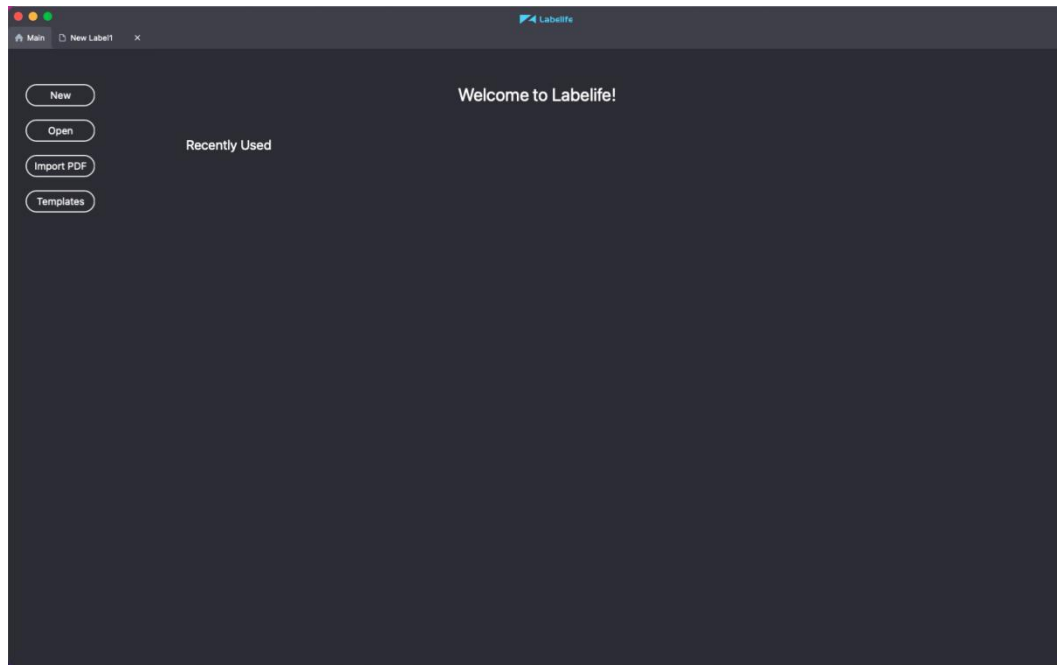 Labelife
Main New Label1
Welcome to Labelife!
New
Open
Import PDF
Templates
Recently Used